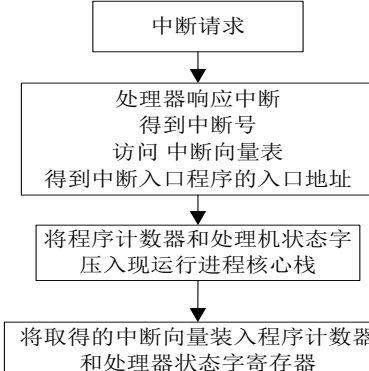 中断请求
处理器响应中断
得到中断号
访问 中断向量表
得到中断入口程序的入口地址
将程序计数器和处理机状态字
压入现运行进程核心栈
将取得的中断向量装入程序计数器
和处理器状态字寄存器